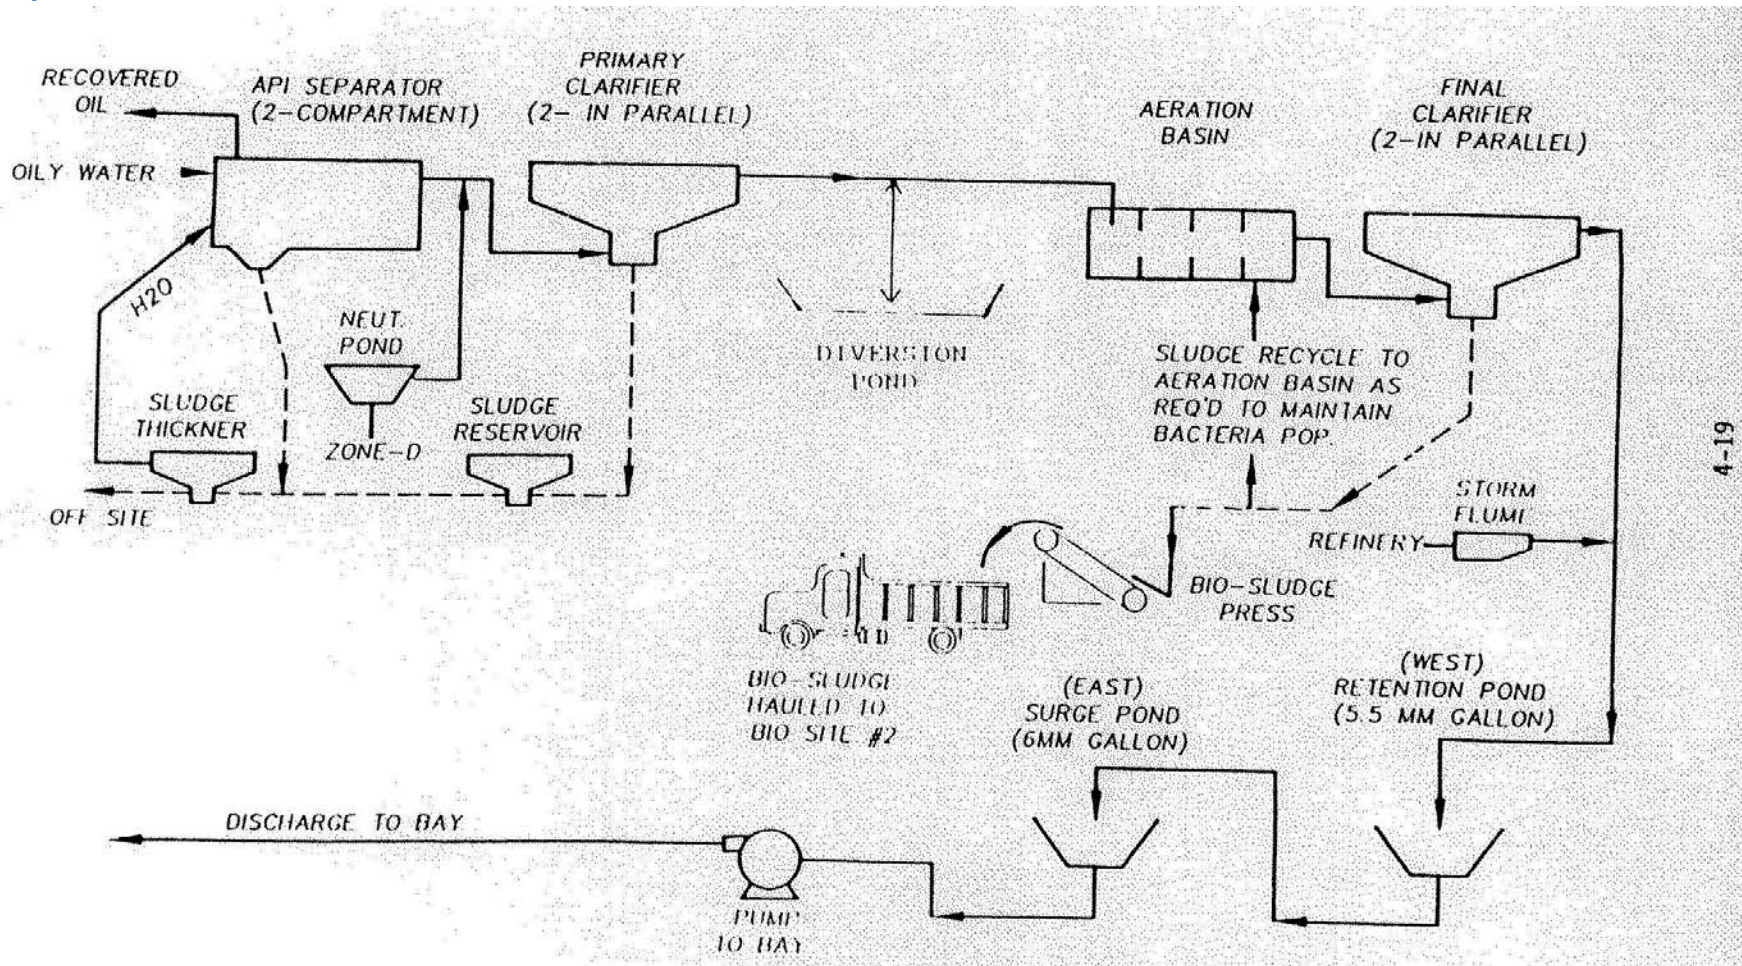 RECOVERED
OIL
API SEPARATOR
(2-COMPARTMENT)
PRIMARY
CLARIFIER
(2- IN PARALLEL)
AERATION
BASIN
FINAL
CLARIFIER
(2-IN PARALLEL)
OILY WATER
H2O
NEUT.
POND
ZONE-D
SLUDGE
THICKNER
SLUDGE
RESERVOIR
OFF SITE
DIVERSION
POND
SLUDGE RECYCLE TO
AERATION BASIN AS
REQ'D TO MAINTAIN
BACTERIA POP.
4-19
STORM
REFINERY
BIO-SLUDGE
PRESS
BIO-SLUDGE
HAULED TO
BIO SITE #2
(EAST)
SURGE POND
(6MM GALLON)
(WEST)
RETENTION POND
(5.5 MM GALLON)
DISCHARGE TO BAY
PUMP
TO BAY